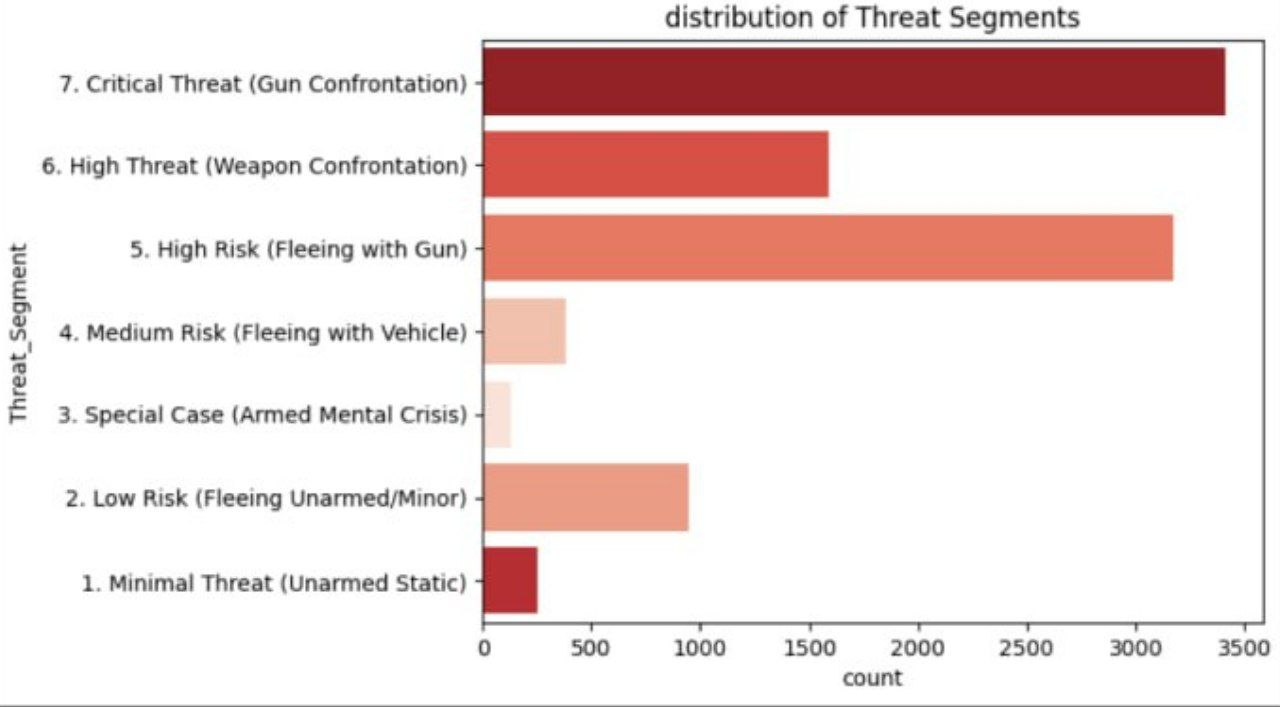 distribution of Threat Segments
7. Critical Threat (Gun Confrontation)
6. High Threat (Weapon Confrontation)
5. High Risk (Fleeing with Gun)
4. Medium Risk (Fleeing with Vehicle)
3. Special Case (Armed Mental Crisis)
2. Low Risk (Fleeing Unarmed/Minor)
1. Minimal Threat (Unarmed Static)
Threat_Segment
0 500 1000 1500 2000 2500 3000 3500
count